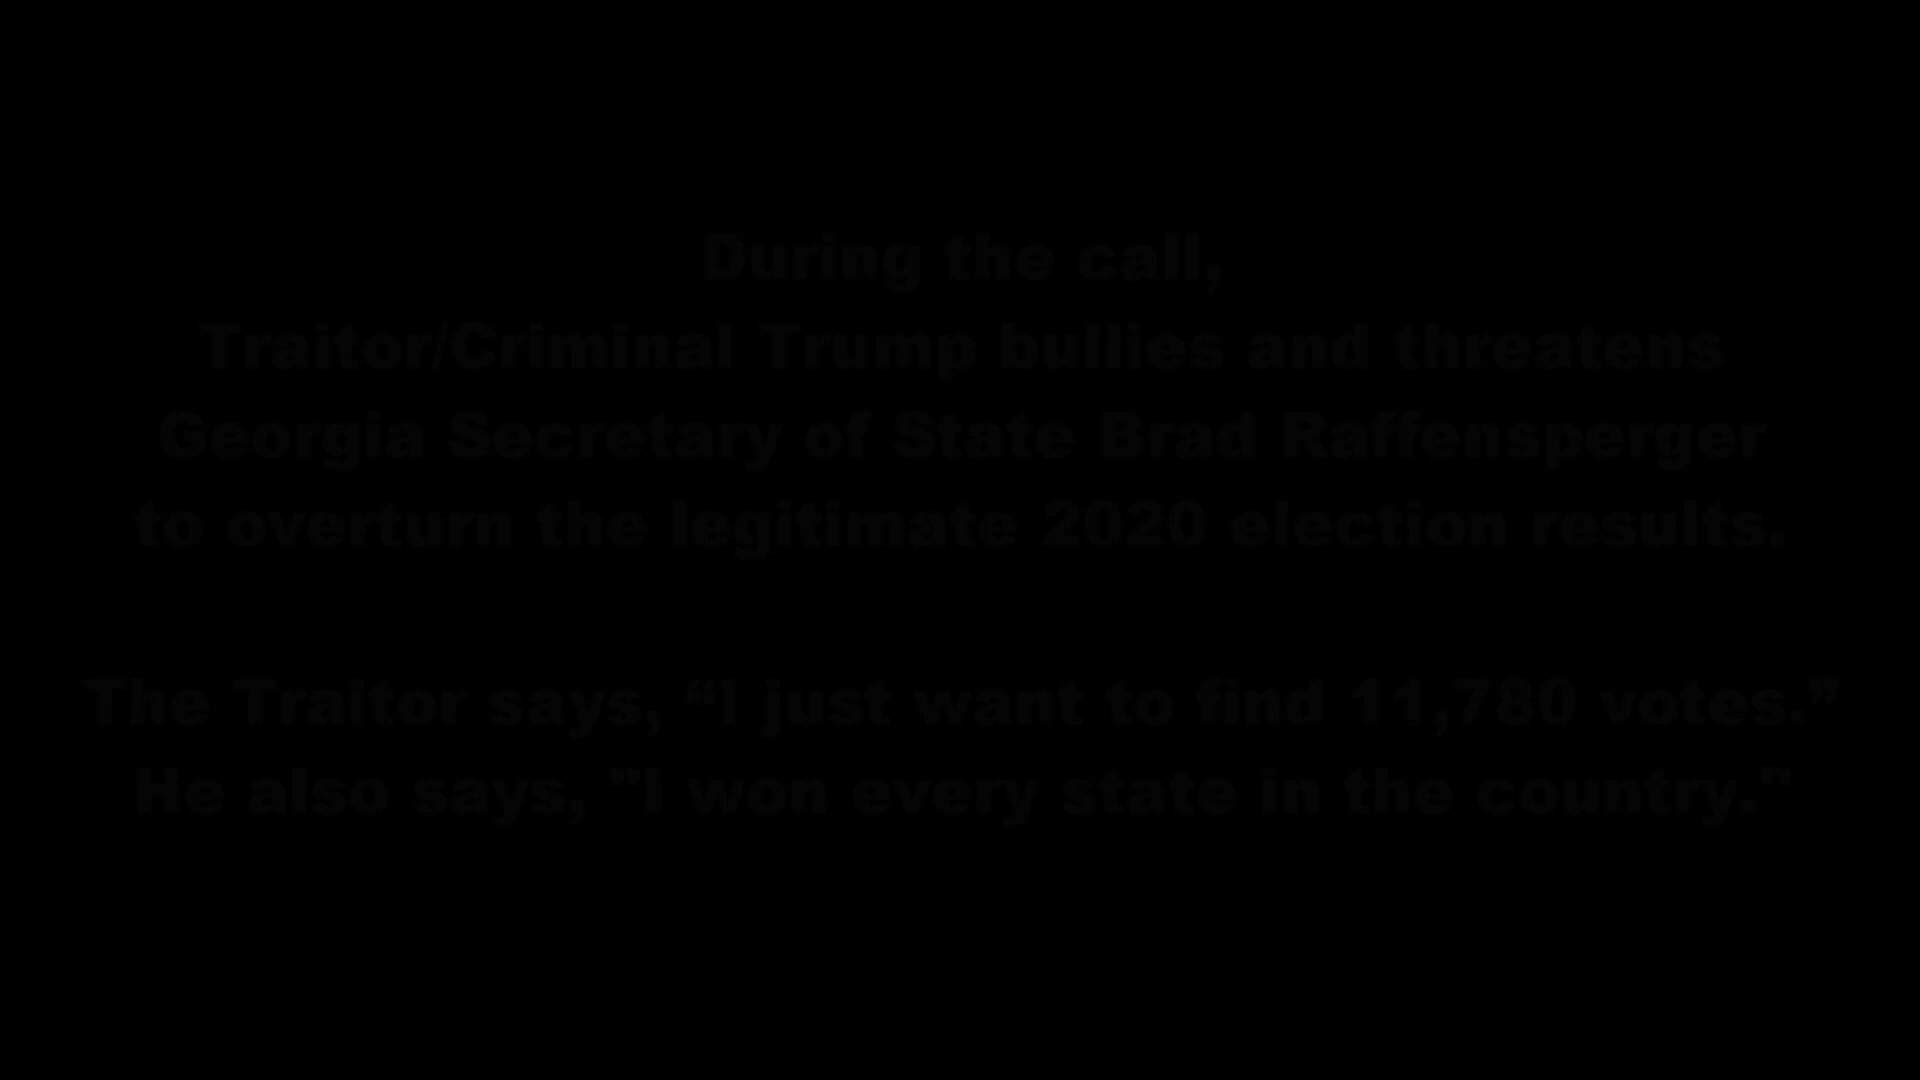 During the call,
Traitor/Criminal Trump bullies and threatens
Georgia Secretary of State Brad Raffensperger
to overturn the legitimate 2020 election results.
The Traitor says, “I just want to find 11,780 votes.”
He also says, "I won every state in the country."